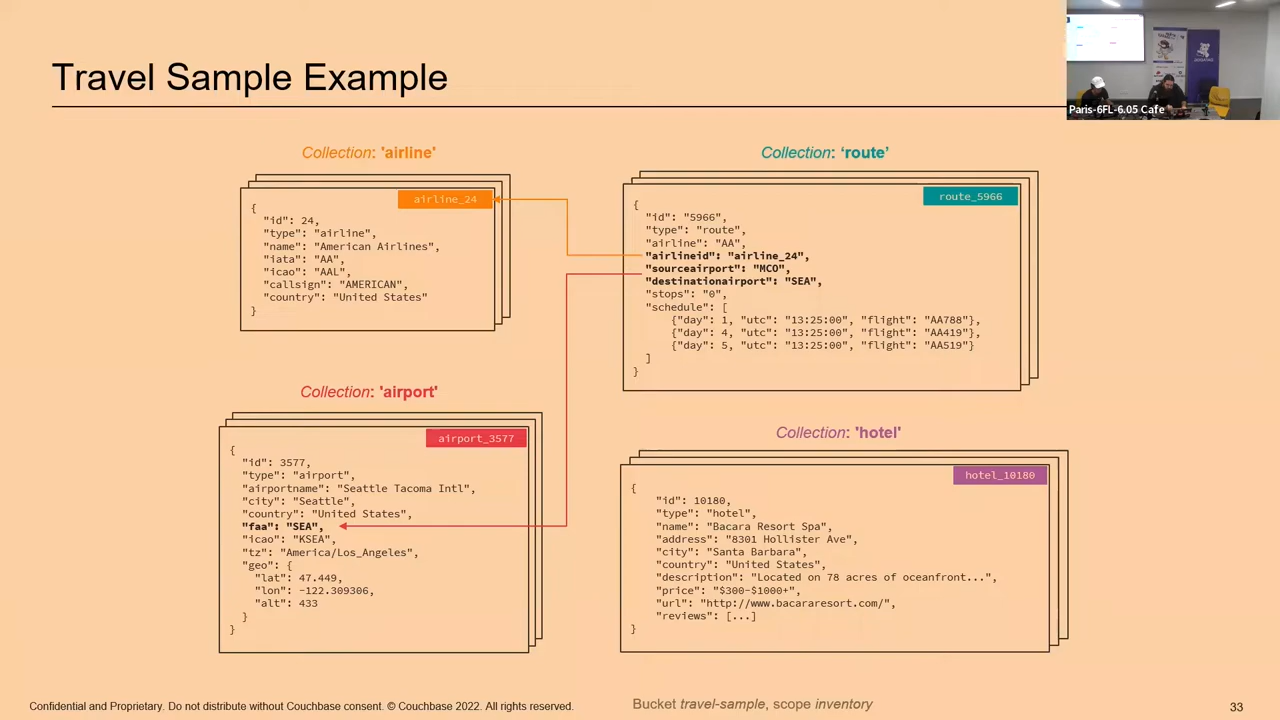 Travel Sample Example
Paris-6FL-6.05 Cafe
Collection: 'airline'
airline_24
{
"id": 24,
"type": "airline",
"name": "American Airlines",
"iata": "AA",
"icao": "AAL",
"callsign": "AMERICAN",
"country": "United States"
}
Collection: ‘route’
route_5966
{
"id": "5966",
"type": "route",
"airline": "AA",
"airlineid": "airline_24",
"sourceairport": "MCO",
"destinationairport": "SEA",
"stops": "0",
"schedule": [
{"day": 1, "utc": "13:25:00", "flight": "AA788"},
{"day": 4, "utc": "13:25:00", "flight": "AA419"},
{"day": 5, "utc": "13:25:00", "flight": "AA519"}
]
}
Collection: 'airport'
airport_3577
{
"id": 3577,
"type": "airport",
"airportname": "Seattle Tacoma Intl",
"city": "Seattle",
"country": "United States",
"faa": "SEA",
"icao": "KSEA",
"tz": "America/Los_Angeles",
"geo": {
"lat": 47.449,
"lon": -122.309306,
"alt": 433
}
}
Collection: 'hotel'
hotel_10180
{
"id": 10180,
"type": "hotel",
"name": "Bacara Resort Spa",
"address": "8301 Hollister Ave",
"city": "Santa Barbara",
"country": "United States",
"description": "Located on 78 acres of oceanfront...",
"price": "$300-$1000+",
"url": "http://www.bacararesort.com/",
"reviews": [...]
}
Confidential and Proprietary. Do not distribute without Couchbase consent. © Couchbase 2022. All rights reserved.
Bucket travel-sample, scope inventory
33